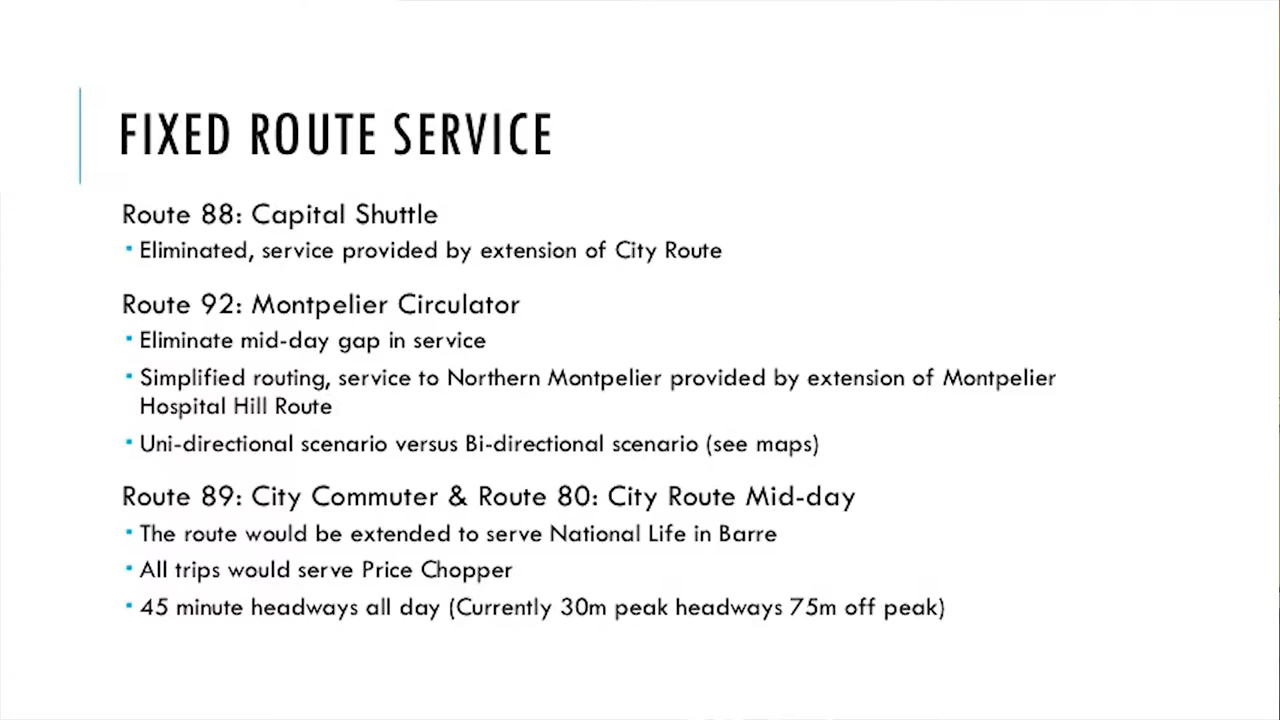 FIXED ROUTE SERVICE
Route 88: Capital Shuttle
▪ Eliminated, service provided by extension of City Route
Route 92: Montpelier Circulator
▪ Eliminate mid-day gap in service
▪ Simplified routing, service to Northern Montpelier provided by extension of Montpelier
Hospital Hill Route
▪ Uni-directional scenario versus Bi-directional scenario (see maps)
Route 89: City Commuter & Route 80: City Route Mid-day
▪ The route would be extended to serve National Life in Barre
▪ All trips would serve Price Chopper
▪ 45 minute headways all day (Currently 30m peak headways 75m off peak)